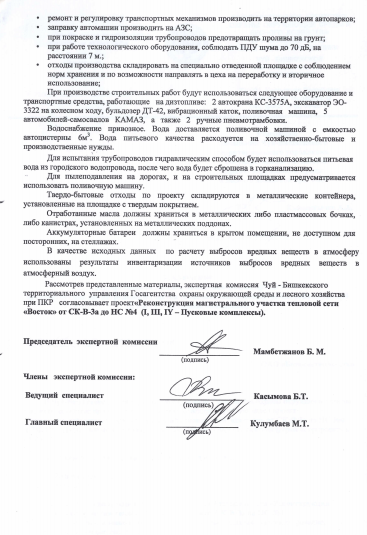 • ремонт и регулировку транспортных механизмов производить на территории автопарков;
• заправку автомашин производить на АЗС;
• при покраске и гидроизоляции трубопроводов предотвращать проливы на грунт;
• при работе технологического оборудования, соблюдать ПДУ шума до 70 дБ, на
расстоянии 7 м.;
• отходы производства складировать на специально отведенной площадке с соблюдением
норм хранения и по возможности направлять в цеха на переработку и вторичное
использование;
При производстве строительных работ будут использоваться следующее оборудование и
транспортные средства, работающие на дизтопливе: 2 автокрана КС-3575А, экскаватор ЭО-
3322 на колесном ходу, бульдозер ДТ-42, вибрационный каток, поливочная машина, 5
автомобилей-самосвалов КАМАЗ, а также 2 ручные пневмотрамбовки.
Водоснабжение привозное. Вода доставляется поливочной машиной с емкостью
автоцистерны 6м³. Вода питьевого качества расходуется на хозяйственно-бытовые и
производственные нужды.
Для испытания трубопроводов гидравлическим способом будет использоваться питьевая
вода из городского водопровода, после чего вода будет сброшена в горканализацию.
Для пылеподавления на дорогах, и на строительных площадках предусматривается
использовать поливочную машину.
Твердо-бытовые отходы по проекту складируются в металлические контейнера,
установленные на площадке с твердым покрытием.
Отработанные масла должны храниться в металлических либо пластмассовых бочках,
либо канистрах, установленных на металлических поддонах.
Аккумуляторные батареи должны храниться в крытом помещении, не доступном для
посторонних, на стеллажах.
В качестве исходных данных по расчету выбросов вредных веществ в атмосферу
использованы результаты инвентаризации источников выбросов вредных веществ в
атмосферный воздух.
Рассмотрев представленные материалы, экспертная комиссия Чуй - Бишкекского
территориального управления Госагентства охраны окружающей среды и лесного хозяйства
при ПКР согласовывает проект«Реконструкция магистрального участка тепловой сети
«Восток» от СК-В-3а до НС №4 (I, III, IY – Пусковые комплексы).
Председатель экспертной комиссии Мамбетжанов Б. М.
(подпись)
Члены экспертной комиссии:
Ведущий специалист Касымова Б.Т.
(подпись)
Главный специалист Кулумбаев М.Т.
(подпись)